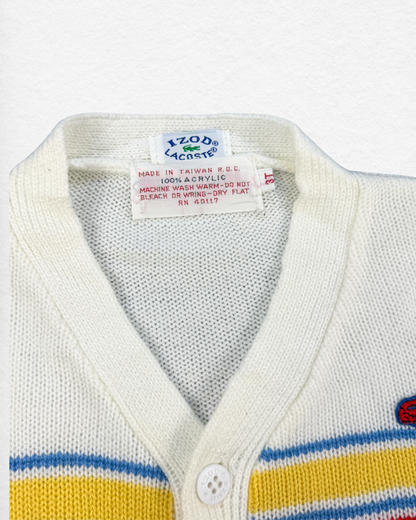 IZOD®
LACOSTE®
MADE IN TAIWAN R.O.C.
100% ACRYLIC
MACHINE WASH WARM-DO NOT
BLEACH OR WRING-DRY FLAT
RN 40117